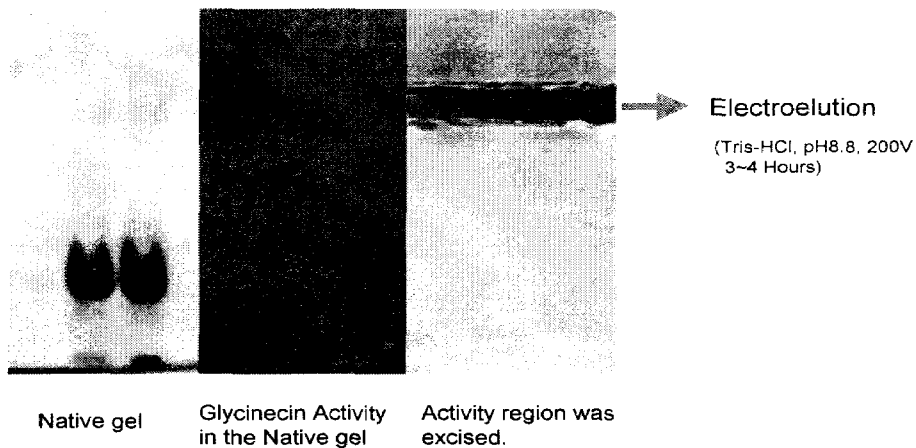 Electroelution
(Tris-HCl, pH8.8, 200V
3~4 Hours)
Native gel
Glycinecin Activity
in the Native gel
Activity region was
excised.